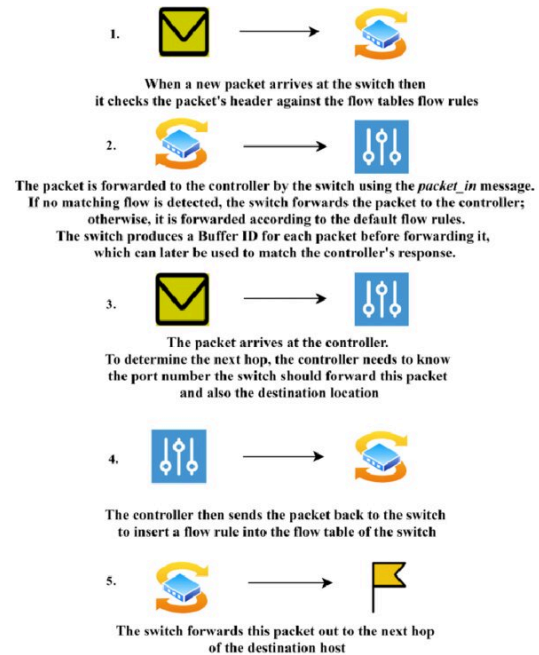 1.
When a new packet arrives at the switch then
it checks the packet's header against the flow tables flow rules
2.
The packet is forwarded to the controller by the switch using the packet_in message.
If no matching flow is detected, the switch forwards the packet to the controller;
otherwise, it is forwarded according to the default flow rules.
The switch produces a Buffer ID for each packet before forwarding it,
which can later be used to match the controller's response.
3.
The packet arrives at the controller.
To determine the next hop, the controller needs to know
the port number the switch should forward this packet
and also the destination location
4.
The controller then sends the packet back to the switch
to insert a flow rule into the flow table of the switch
5.
The switch forwards this packet out to the next hop
of the destination host